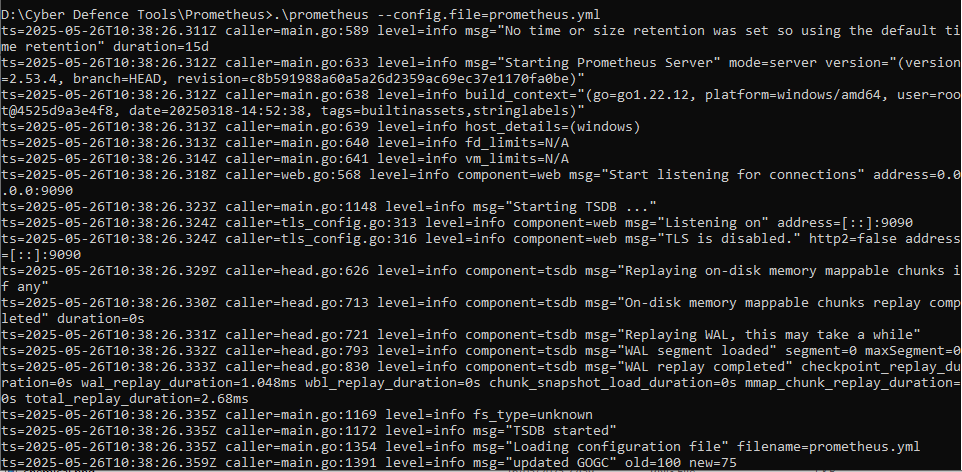 D:\Cyber Defence Tools\Prometheus>.\prometheus --config.file=prometheus.yml
ts=2025-05-26T10:38:26.311Z caller=main.go:589 level=info msg="No time or size retention was set so using the default ti
me retention" duration=15d
ts=2025-05-26T10:38:26.312Z caller=main.go:633 level=info msg="Starting Prometheus Server" mode=server version="(version
=2.53.4, branch=HEAD, revision=c8b591988a60a5a26d2359ac69ec37e1170fa0be)"
ts=2025-05-26T10:38:26.312Z caller=main.go:638 level=info build_context="(go=go1.22.12, platform=windows/amd64, user=roo
t@4525d9a3e4f8, date=20250318-14:52:38, tags=builtinassets,stringlabels)"
ts=2025-05-26T10:38:26.313Z caller=main.go:639 level=info host_details=(windows)
ts=2025-05-26T10:38:26.313Z caller=main.go:640 level=info fd_limits=N/A
ts=2025-05-26T10:38:26.314Z caller=main.go:641 level=info vm_limits=N/A
ts=2025-05-26T10:38:26.318Z caller=web.go:568 level=info component=web msg="Start listening for connections" address=0.0
.0.0:9090
ts=2025-05-26T10:38:26.323Z caller=main.go:1148 level=info msg="Starting TSDB ..."
ts=2025-05-26T10:38:26.324Z caller=tls_config.go:313 level=info component=web msg="Listening on" address=[::]:9090
ts=2025-05-26T10:38:26.324Z caller=tls_config.go:316 level=info component=web msg="TLS is disabled." http2=false address
=[::]:9090
ts=2025-05-26T10:38:26.329Z caller=head.go:626 level=info component=tsdb msg="Replaying on-disk memory mappable chunks i
f any"
ts=2025-05-26T10:38:26.330Z caller=head.go:713 level=info component=tsdb msg="On-disk memory mappable chunks replay comp
leted" duration=0s
ts=2025-05-26T10:38:26.331Z caller=head.go:721 level=info component=tsdb msg="Replaying WAL, this may take a while"
ts=2025-05-26T10:38:26.332Z caller=head.go:793 level=info component=tsdb msg="WAL segment loaded" segment=0 maxSegment=0
ts=2025-05-26T10:38:26.333Z caller=head.go:830 level=info component=tsdb msg="WAL replay completed" checkpoint_replay_du
ration=0s wal_replay_duration=1.048ms wbl_replay_duration=0s chunk_snapshot_load_duration=0s mmap_chunk_replay_duration=
0s total_replay_duration=2.68ms
ts=2025-05-26T10:38:26.335Z caller=main.go:1169 level=info fs_type=unknown
ts=2025-05-26T10:38:26.335Z caller=main.go:1172 level=info msg="TSDB started"
ts=2025-05-26T10:38:26.335Z caller=main.go:1354 level=info msg="Loading configuration file" filename=prometheus.yml
ts=2025-05-26T10:38:26.359Z caller=main.go:1391 level=info msg="updated GOGC" old=100 new=75